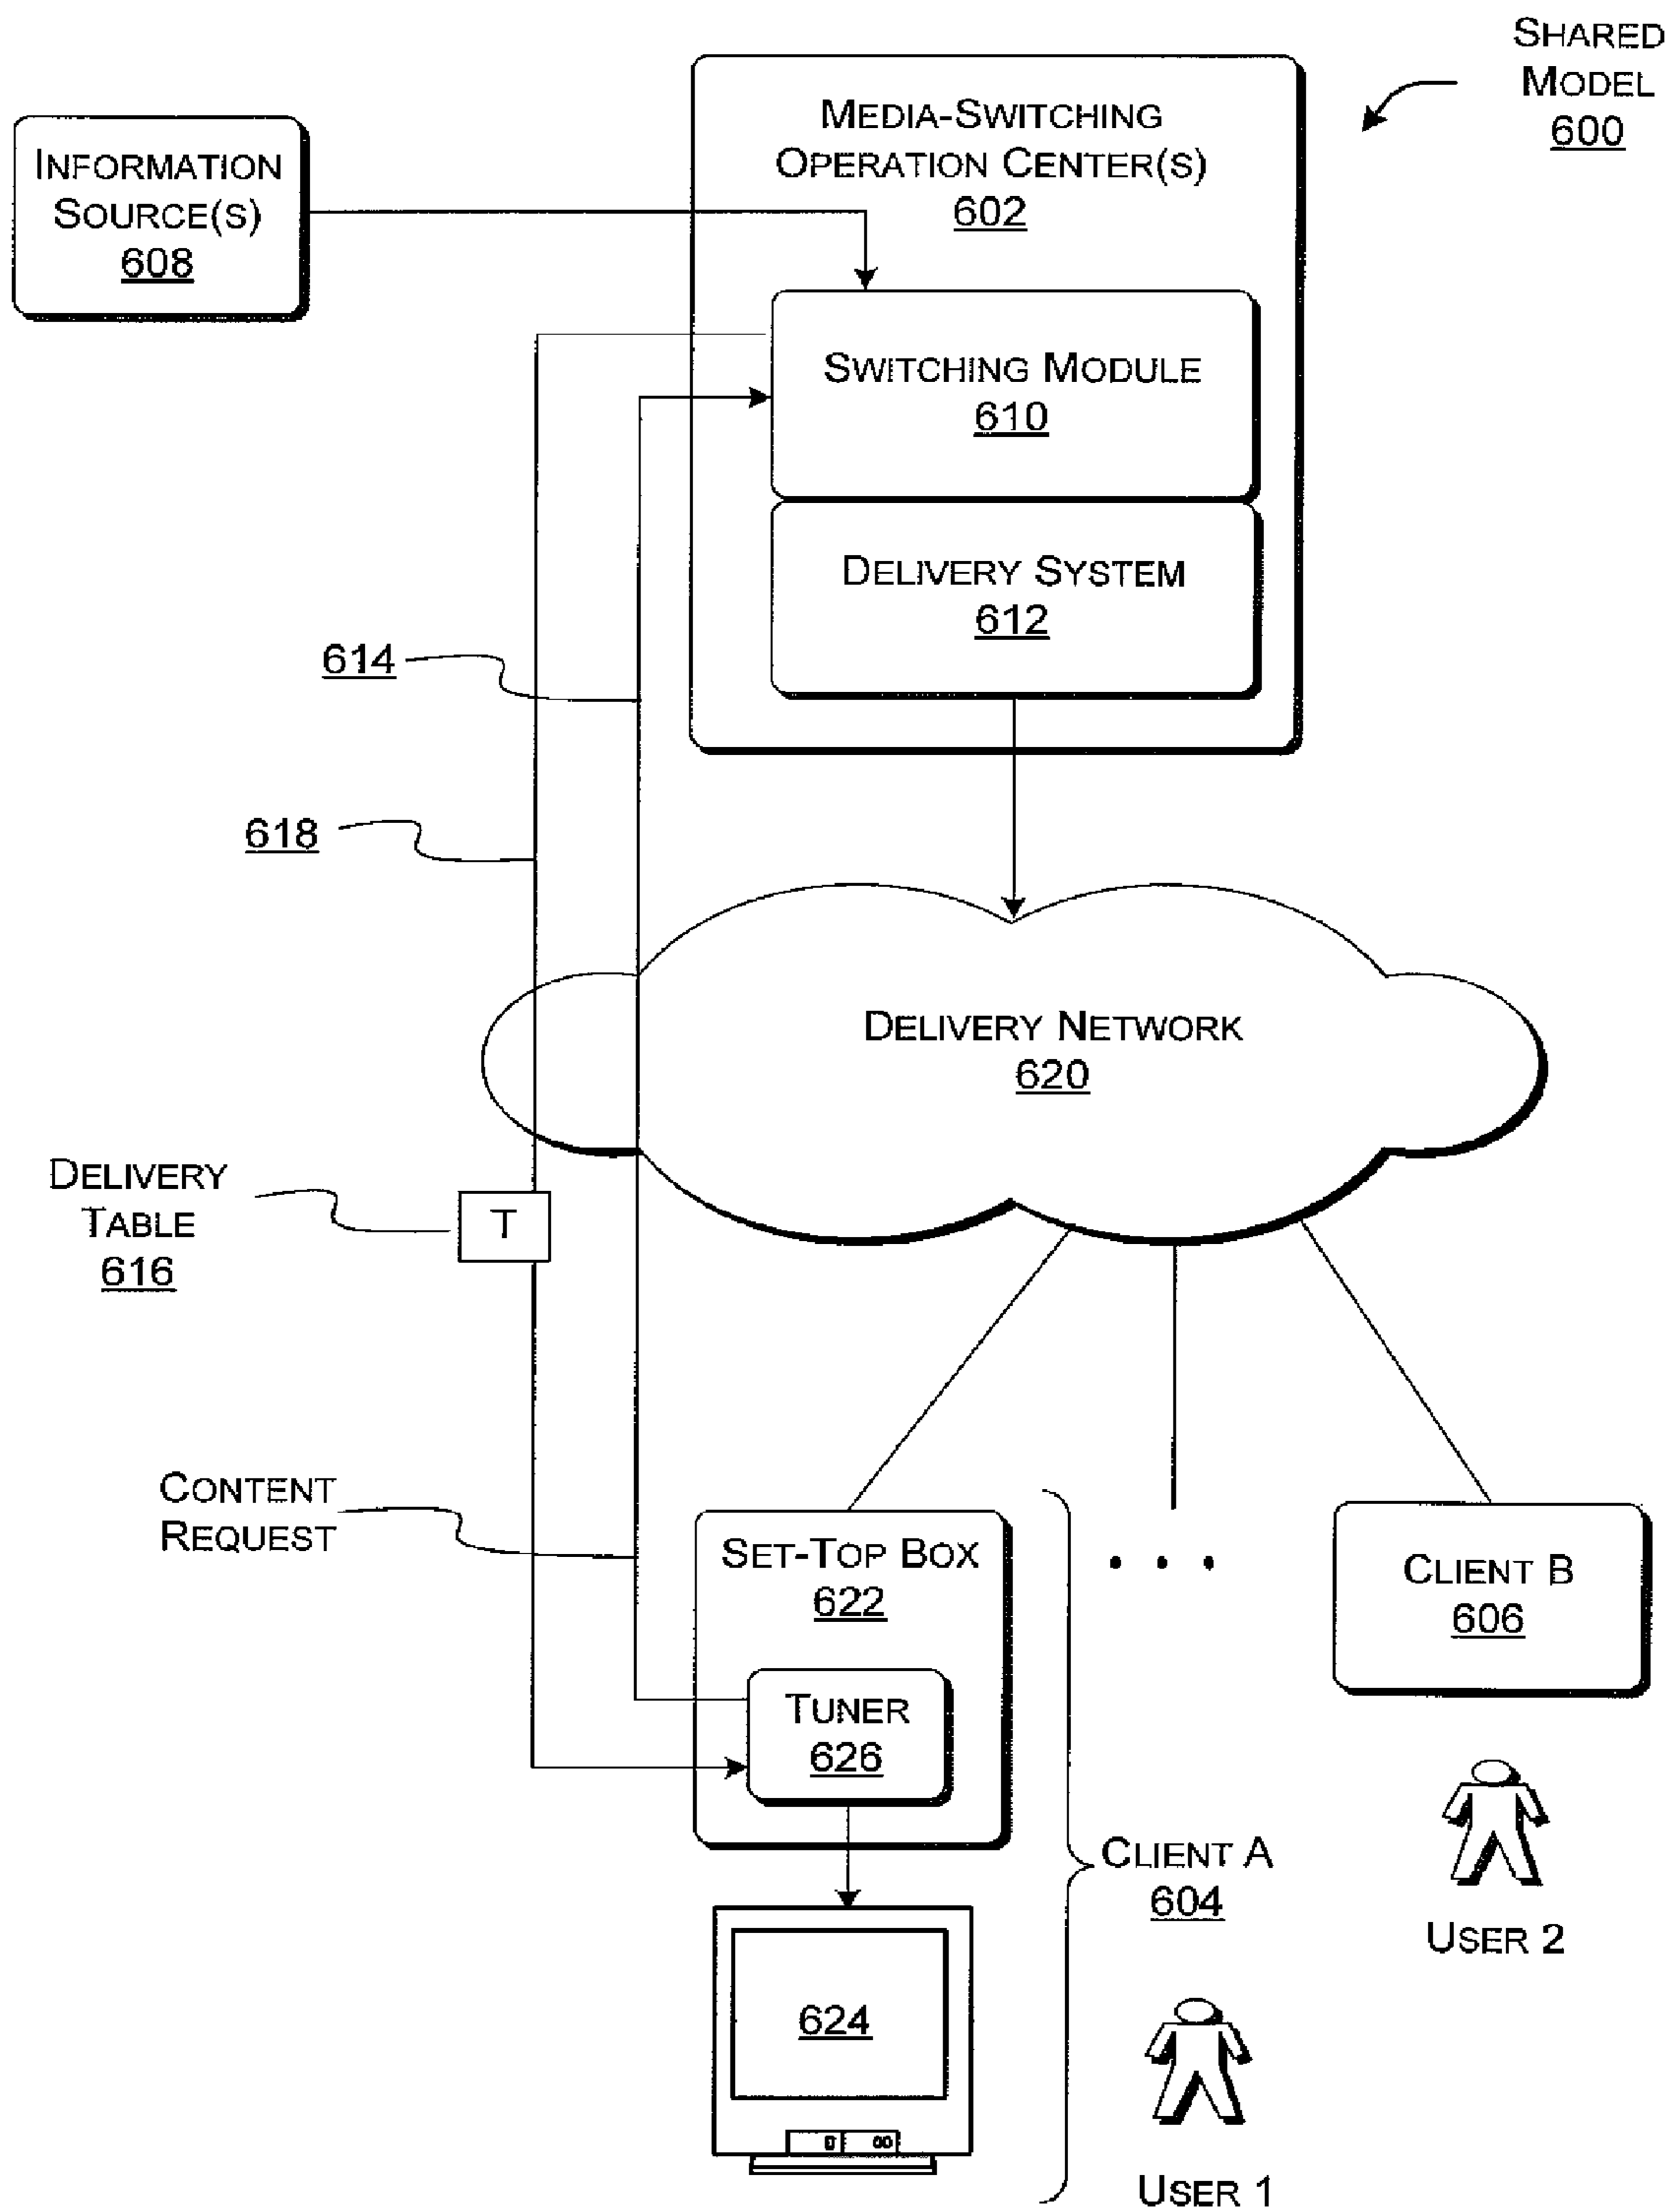 SHARED
MODEL
600
MEDIA-SWITCHING
OPERATION CENTER(S)
602
INFORMATION
SOURCE(S)
608
SWITCHING MODULE
610
DELIVERY SYSTEM
612
614
618
DELIVERY NETWORK
620
DELIVERY
TABLE
616
T
CONTENT
REQUEST
SET-TOP BOX
622
. . .
CLIENT B
606
TUNER
626
CLIENT A
604
USER 2
624
USER 1